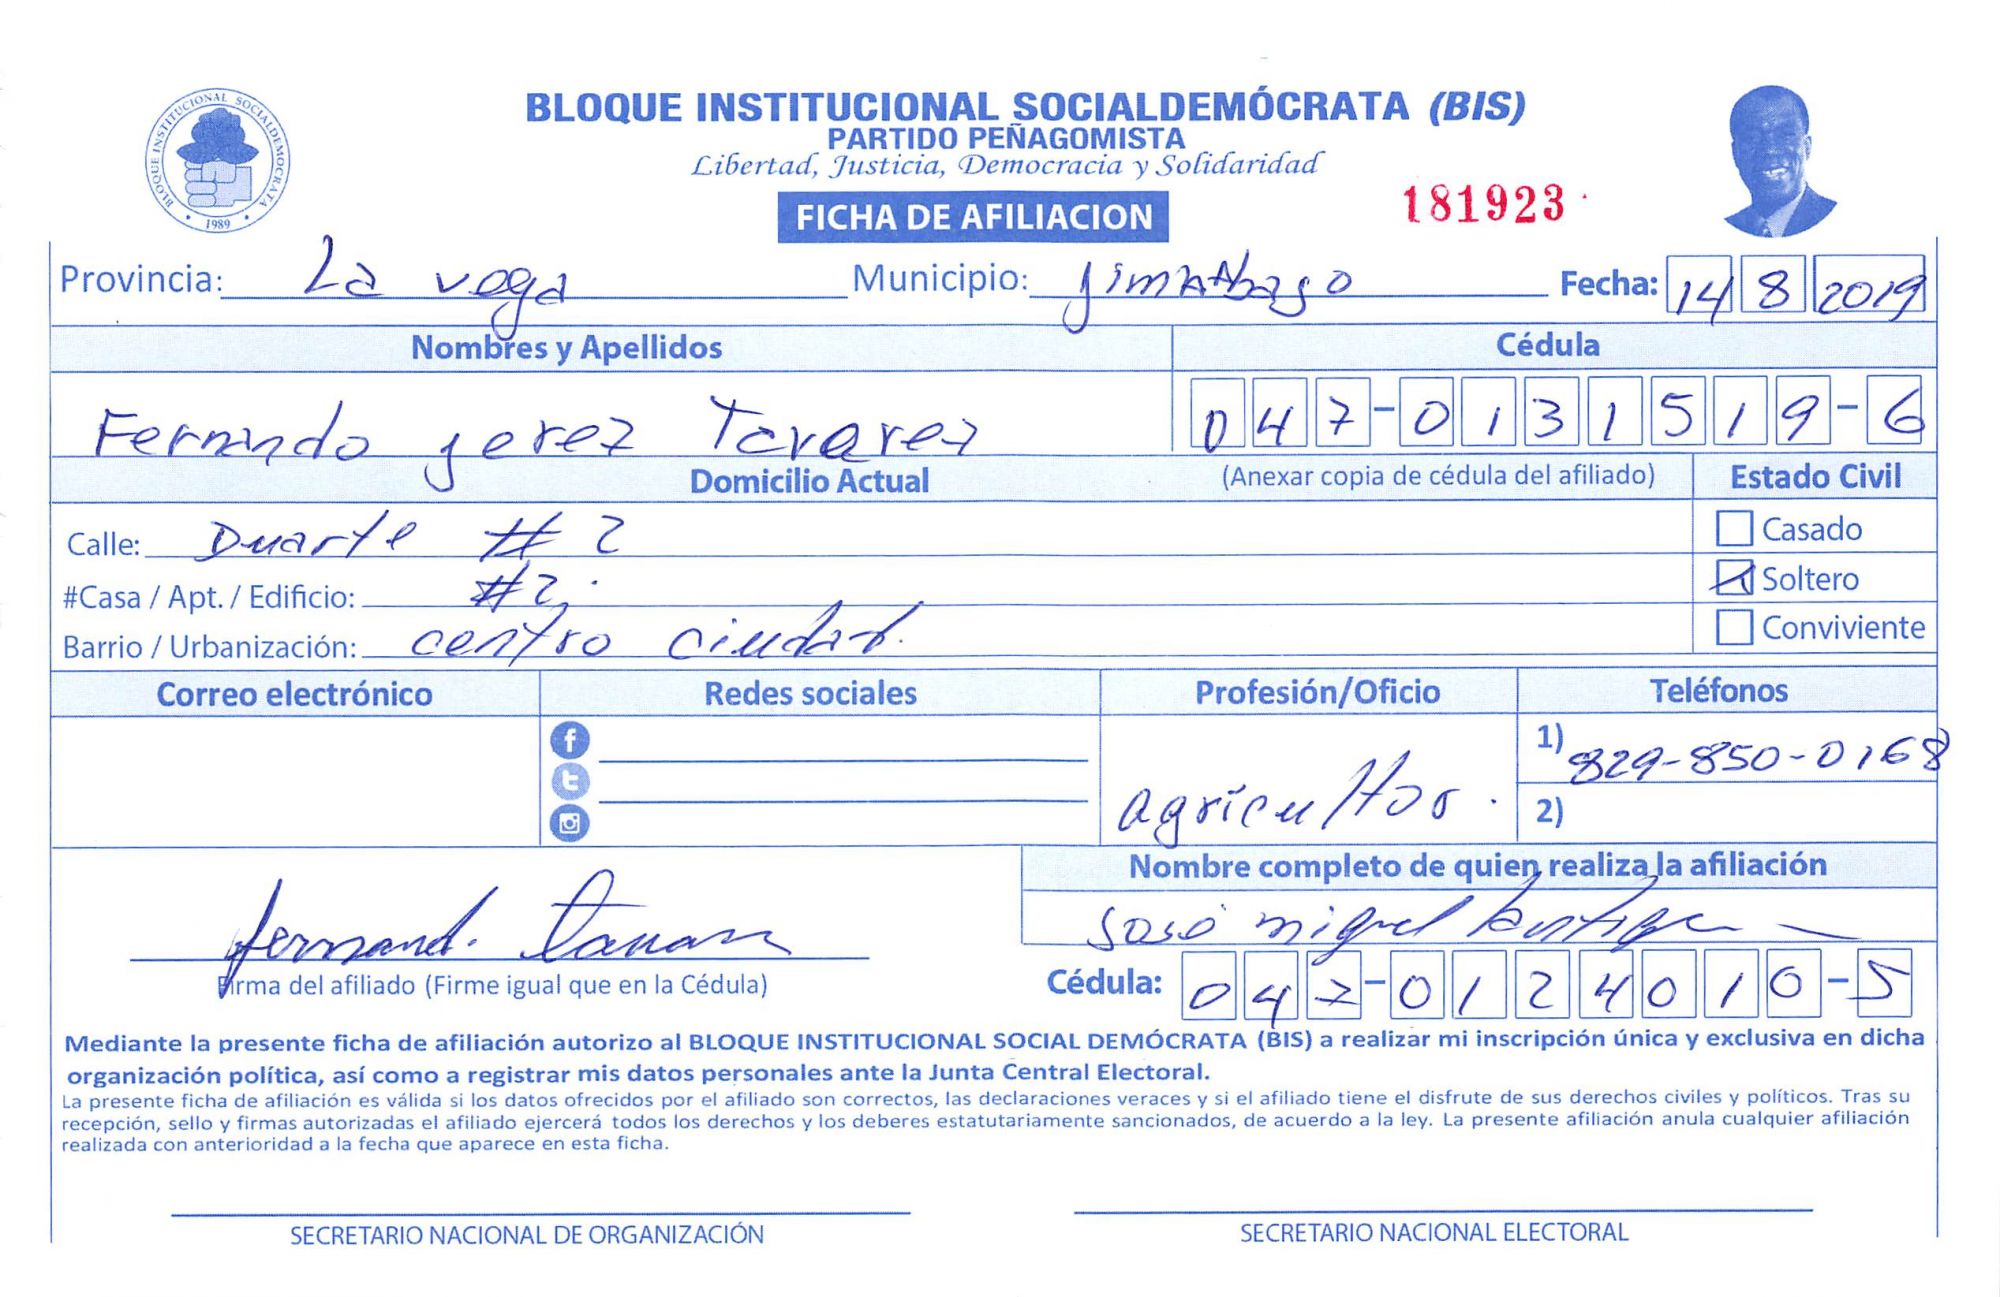 BLOQUE INSTITUCIONAL SOCIALDEMÓCRATA (BIS)
PARTIDO PEÑAGOMISTA
Libertad, Justicia, Democracia y Solidaridad
BLOQUE INSTITUCIONAL SOCIALDEMOCRATA
1989
FICHA DE AFILIACION
181923
Provincia: La vega Municipio: Fecha: 14 8 2019
Nombres y Apellidos Cédula
Fernando jerez Tavarez 047-0131519-6
Domicilio Actual (Anexar copia de cédula del afiliado) Estado Civil
Calle: Duarte # 2 Casado
#Casa / Apt. / Edificio: #2. Soltero
Barrio / Urbanización: centro ciudad. Conviviente
Correo electrónico Redes sociales Profesión/Oficio Teléfonos
agricultor. 1) 829-850-0168
2)
Nombre completo de quien realiza la afiliación
José miguel
Firma del afiliado (Firme igual que en la Cédula) Cédula: 047-0124010-5
Mediante la presente ficha de afiliación autorizo al BLOQUE INSTITUCIONAL SOCIAL DEMÓCRATA (BIS) a realizar mi inscripción única y exclusiva en dicha
organización política, así como a registrar mis datos personales ante la Junta Central Electoral.
La presente ficha de afiliación es válida si los datos ofrecidos por el afiliado son correctos, las declaraciones veraces y si el afiliado tiene el disfrute de sus derechos civiles y políticos. Tras su
recepción, sello y firmas autorizadas el afiliado ejercerá todos los derechos y los deberes estatutariamente sancionados, de acuerdo a la ley. La presente afiliación anula cualquier afiliación
realizada con anterioridad a la fecha que aparece en esta ficha.
SECRETARIO NACIONAL DE ORGANIZACIÓN SECRETARIO NACIONAL ELECTORAL